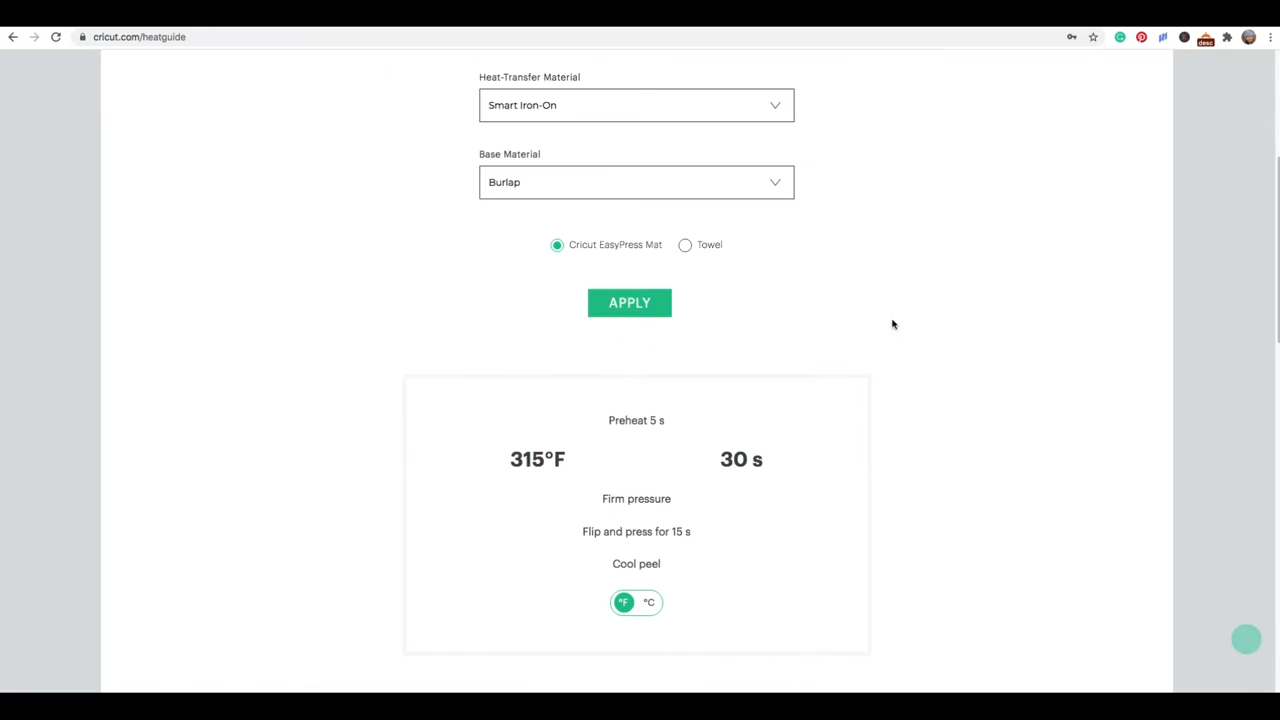 cricut.com/heatguide
desc
Heat-Transfer Material
Smart Iron-On
Base Material
Burlap
Cricut EasyPress Mat Towel
APPLY
Preheat 5 s
315°F 30 s
Firm pressure
Flip and press for 15 s
Cool peel
°F °C